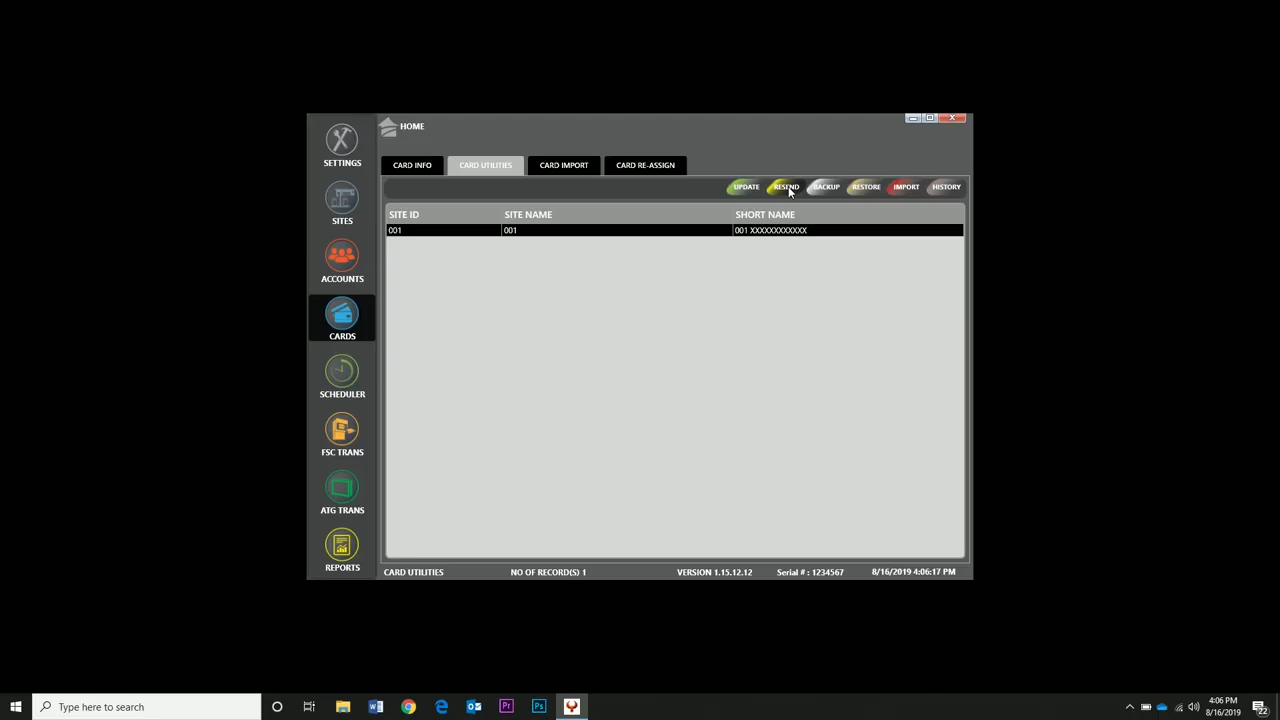 HOME
SETTINGS
SITES
ACCOUNTS
CARDS
SCHEDULER
FSC TRANS
ATG TRANS
REPORTS
CARD INFO CARD UTILITIES CARD IMPORT CARD RE-ASSIGN
UPDATE RESEND BACKUP RESTORE IMPORT HISTORY
SITE ID SITE NAME SHORT NAME
001 001 001 XXXXXXXXXXXX
CARD UTILITIES NO OF RECORD(S) 1 VERSION 1.15.12.12 Serial # : 1234567 8/16/2019 4:06:17 PM
Type here to search
4:06 PM
8/16/2019
22